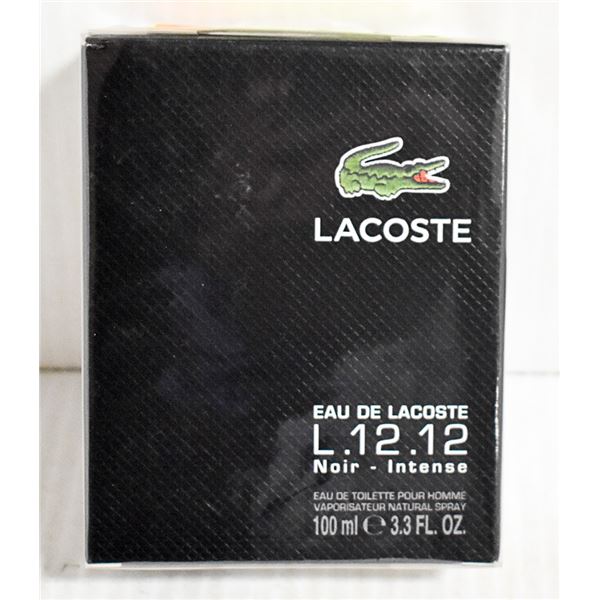 LACOSTE
EAU DE LACOSTE
L.12.12
Noir - Intense
EAU DE TOILETTE POUR HOMME
VAPORISATEUR NATURAL SPRAY
100 ml ℮ 3.3 FL. OZ.